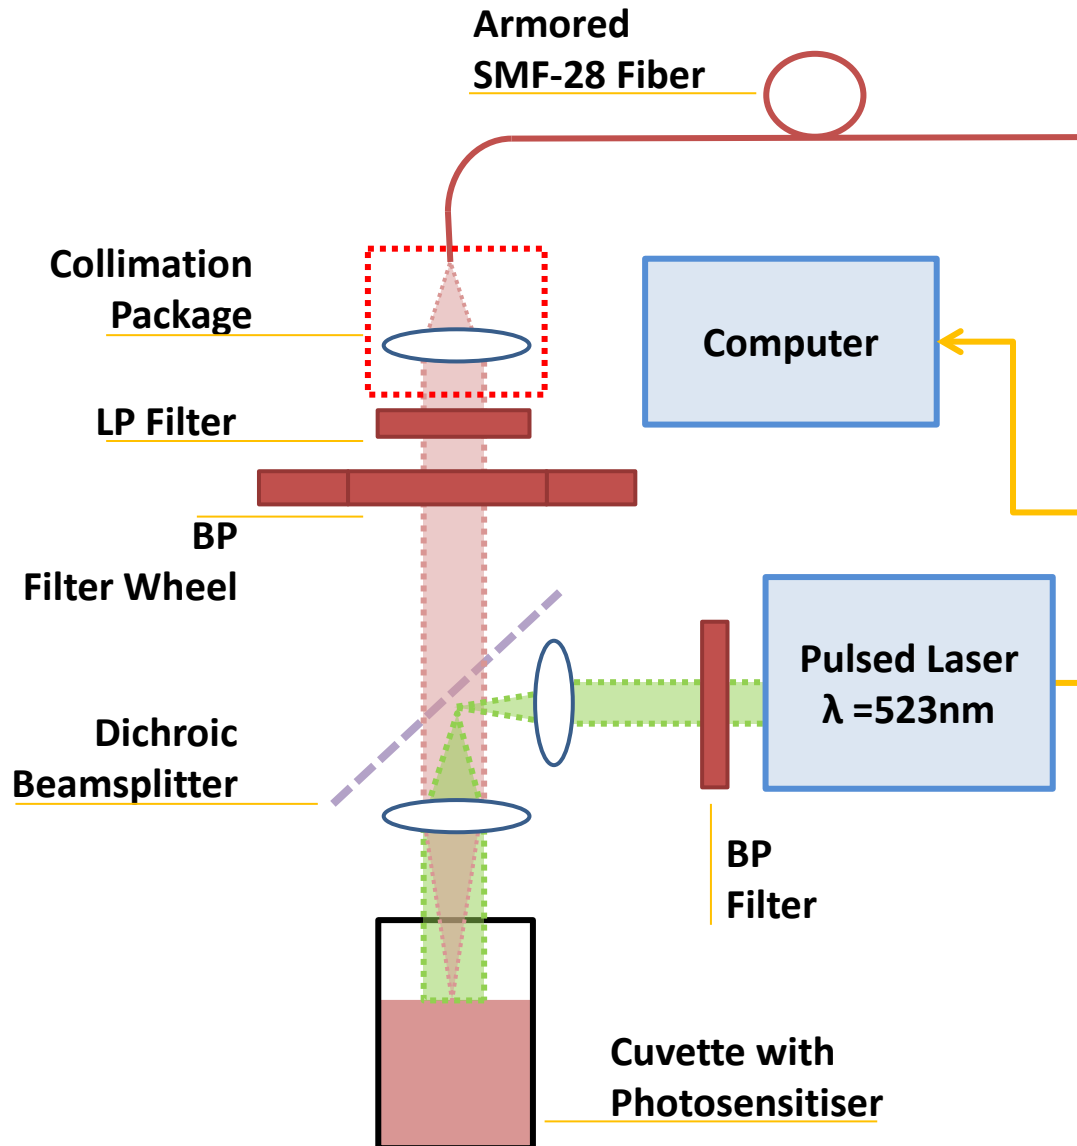 Armored
SMF-28 Fiber
Collimation
Package
Computer
LP Filter
BP
Filter Wheel
Pulsed Laser
λ =523nm
Dichroic
Beamsplitter
BP
Filter
Cuvette with
Photosensitiser